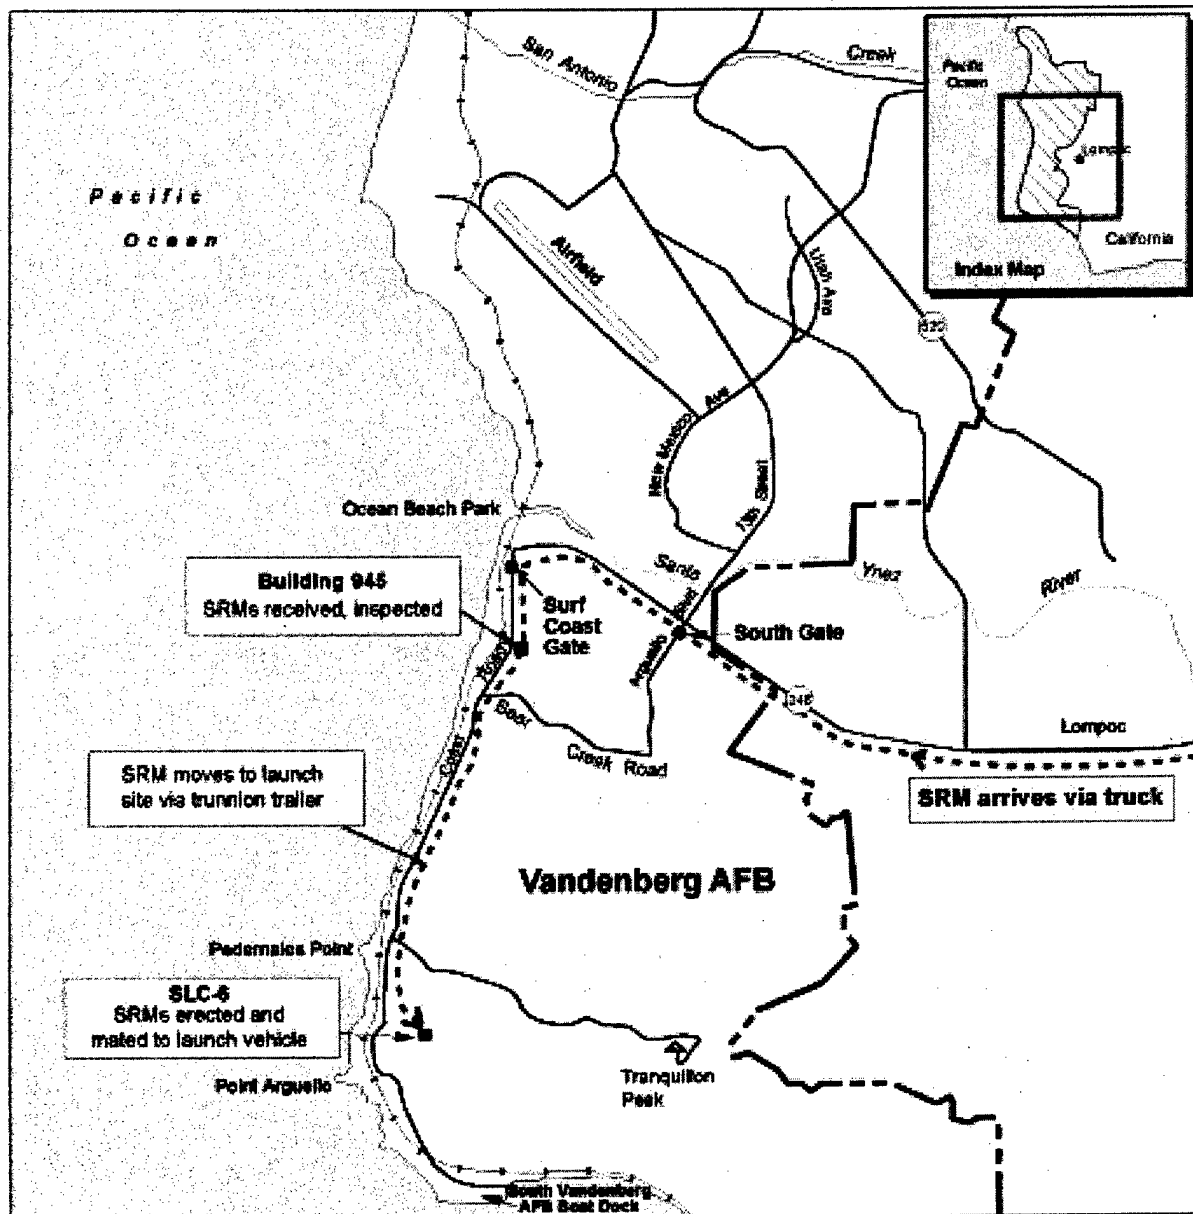 San Antonio
Creek
Pacific
Ocean
Lompoc
California
Index Map
Pacific
Ocean
Airfield
Utah Ave
New Mexico
Ave
13th Street
Ocean Beach Park
Building 945
SRMs received, inspected
Surf
Coast
Gate
Santa
Ynez
River
South Gate
Arguello
Coast
Bear
Creek Road
246
Lompoc
SRM moves to launch
site via trunnion trailer
SRM arrives via truck
Vandenberg AFB
Pedernales Point
SLC-6
SRMs erected and
mated to launch vehicle
Point Arguello
Tranquillon
Peak
South Vandenberg
AFB Boat Dock